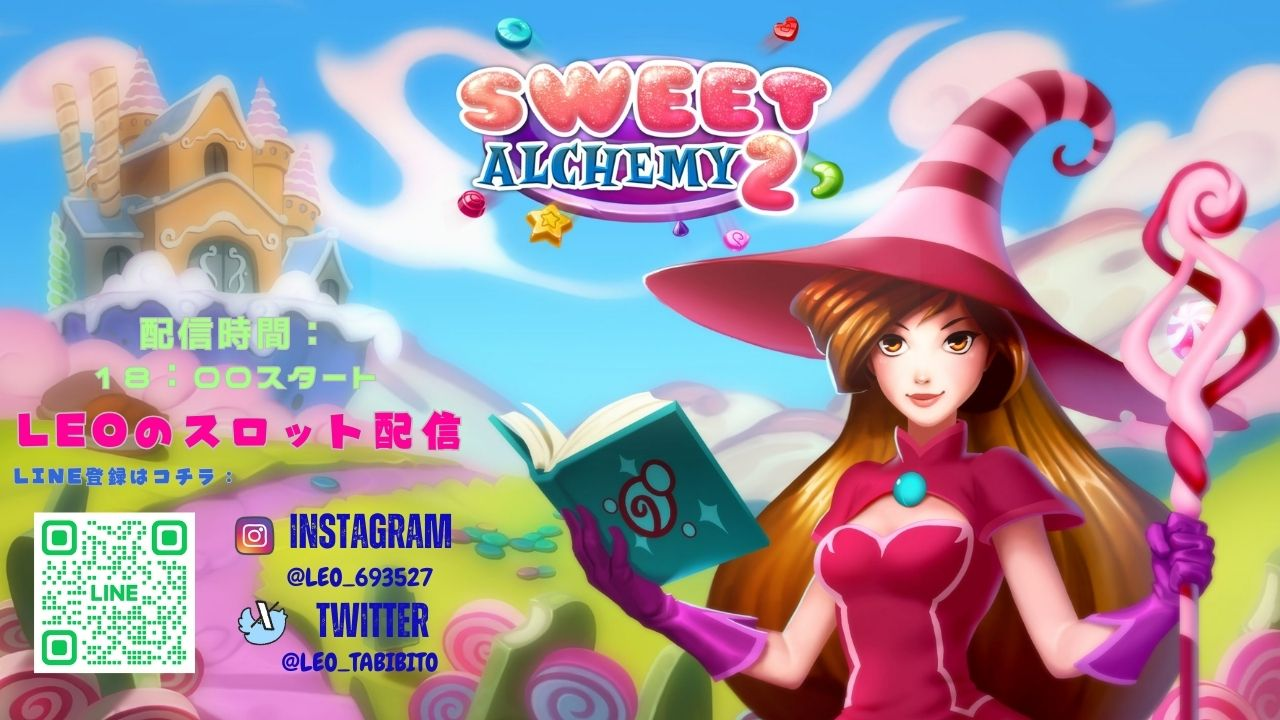 SWEET
ALCHEMY 2
配信時間：
18：00スタート
LEOのスロット配信
LINE登録はコチラ：
LINE
INSTAGRAM
@LEO_693527
TWITTER
@LEO_TABIBITO